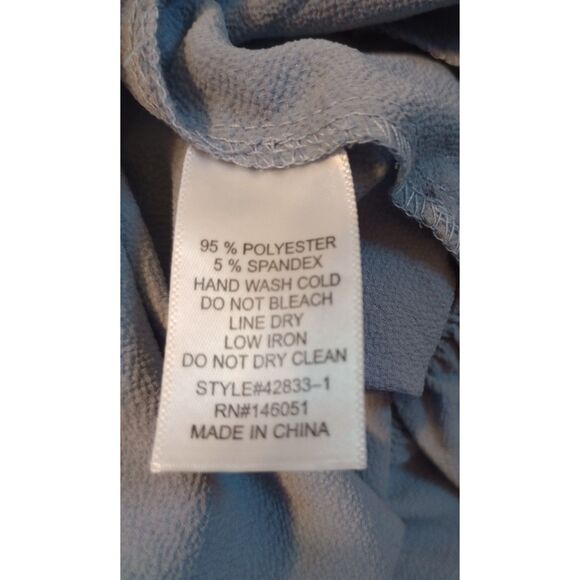 95 % POLYESTER
5 % SPANDEX
HAND WASH COLD
DO NOT BLEACH
LINE DRY
LOW IRON
DO NOT DRY CLEAN
STYLE#42833-1
RN#146051
MADE IN CHINA